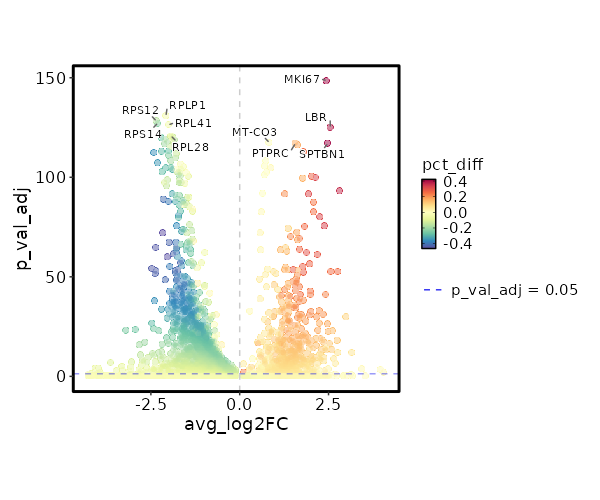 150
100
50
0
p_val_adj
MKI67
RPLP1
RPS12
LBR
RPL41
RPS14
MT-CO3
RPL28
PTPRC
SPTBN1
-2.5
0.0
2.5
avg_log2FC
pct_diff
0.4
0.2
0.0
-0.2
-0.4
p_val_adj = 0.05